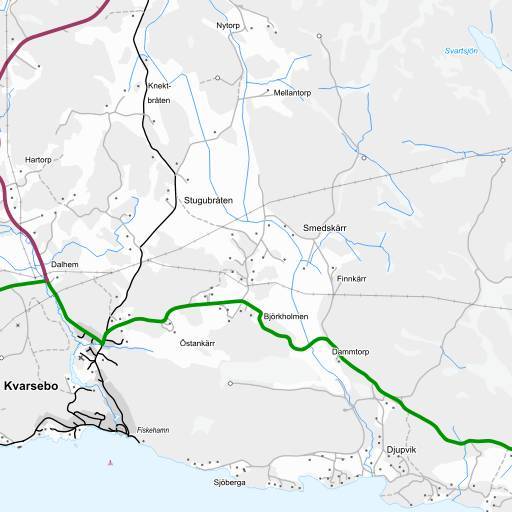 Nytorp
Svartsjön
Knekt-
bråten
Mellantorp
Hartorp
Stugubråten
Smedskärr
Dalhem
Finnkärr
Björkholmen
Östankärr
Dammtorp
Kvarsebo
Fiskehamn
Djupvik
Sjöberga